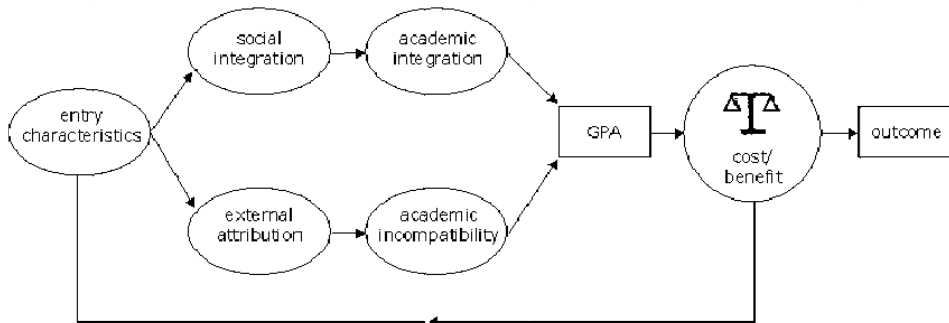 social
integration
academic
integration
entry
characteristics
GPA
cost/
benefit
outcome
external
attribution
academic
incompatibility